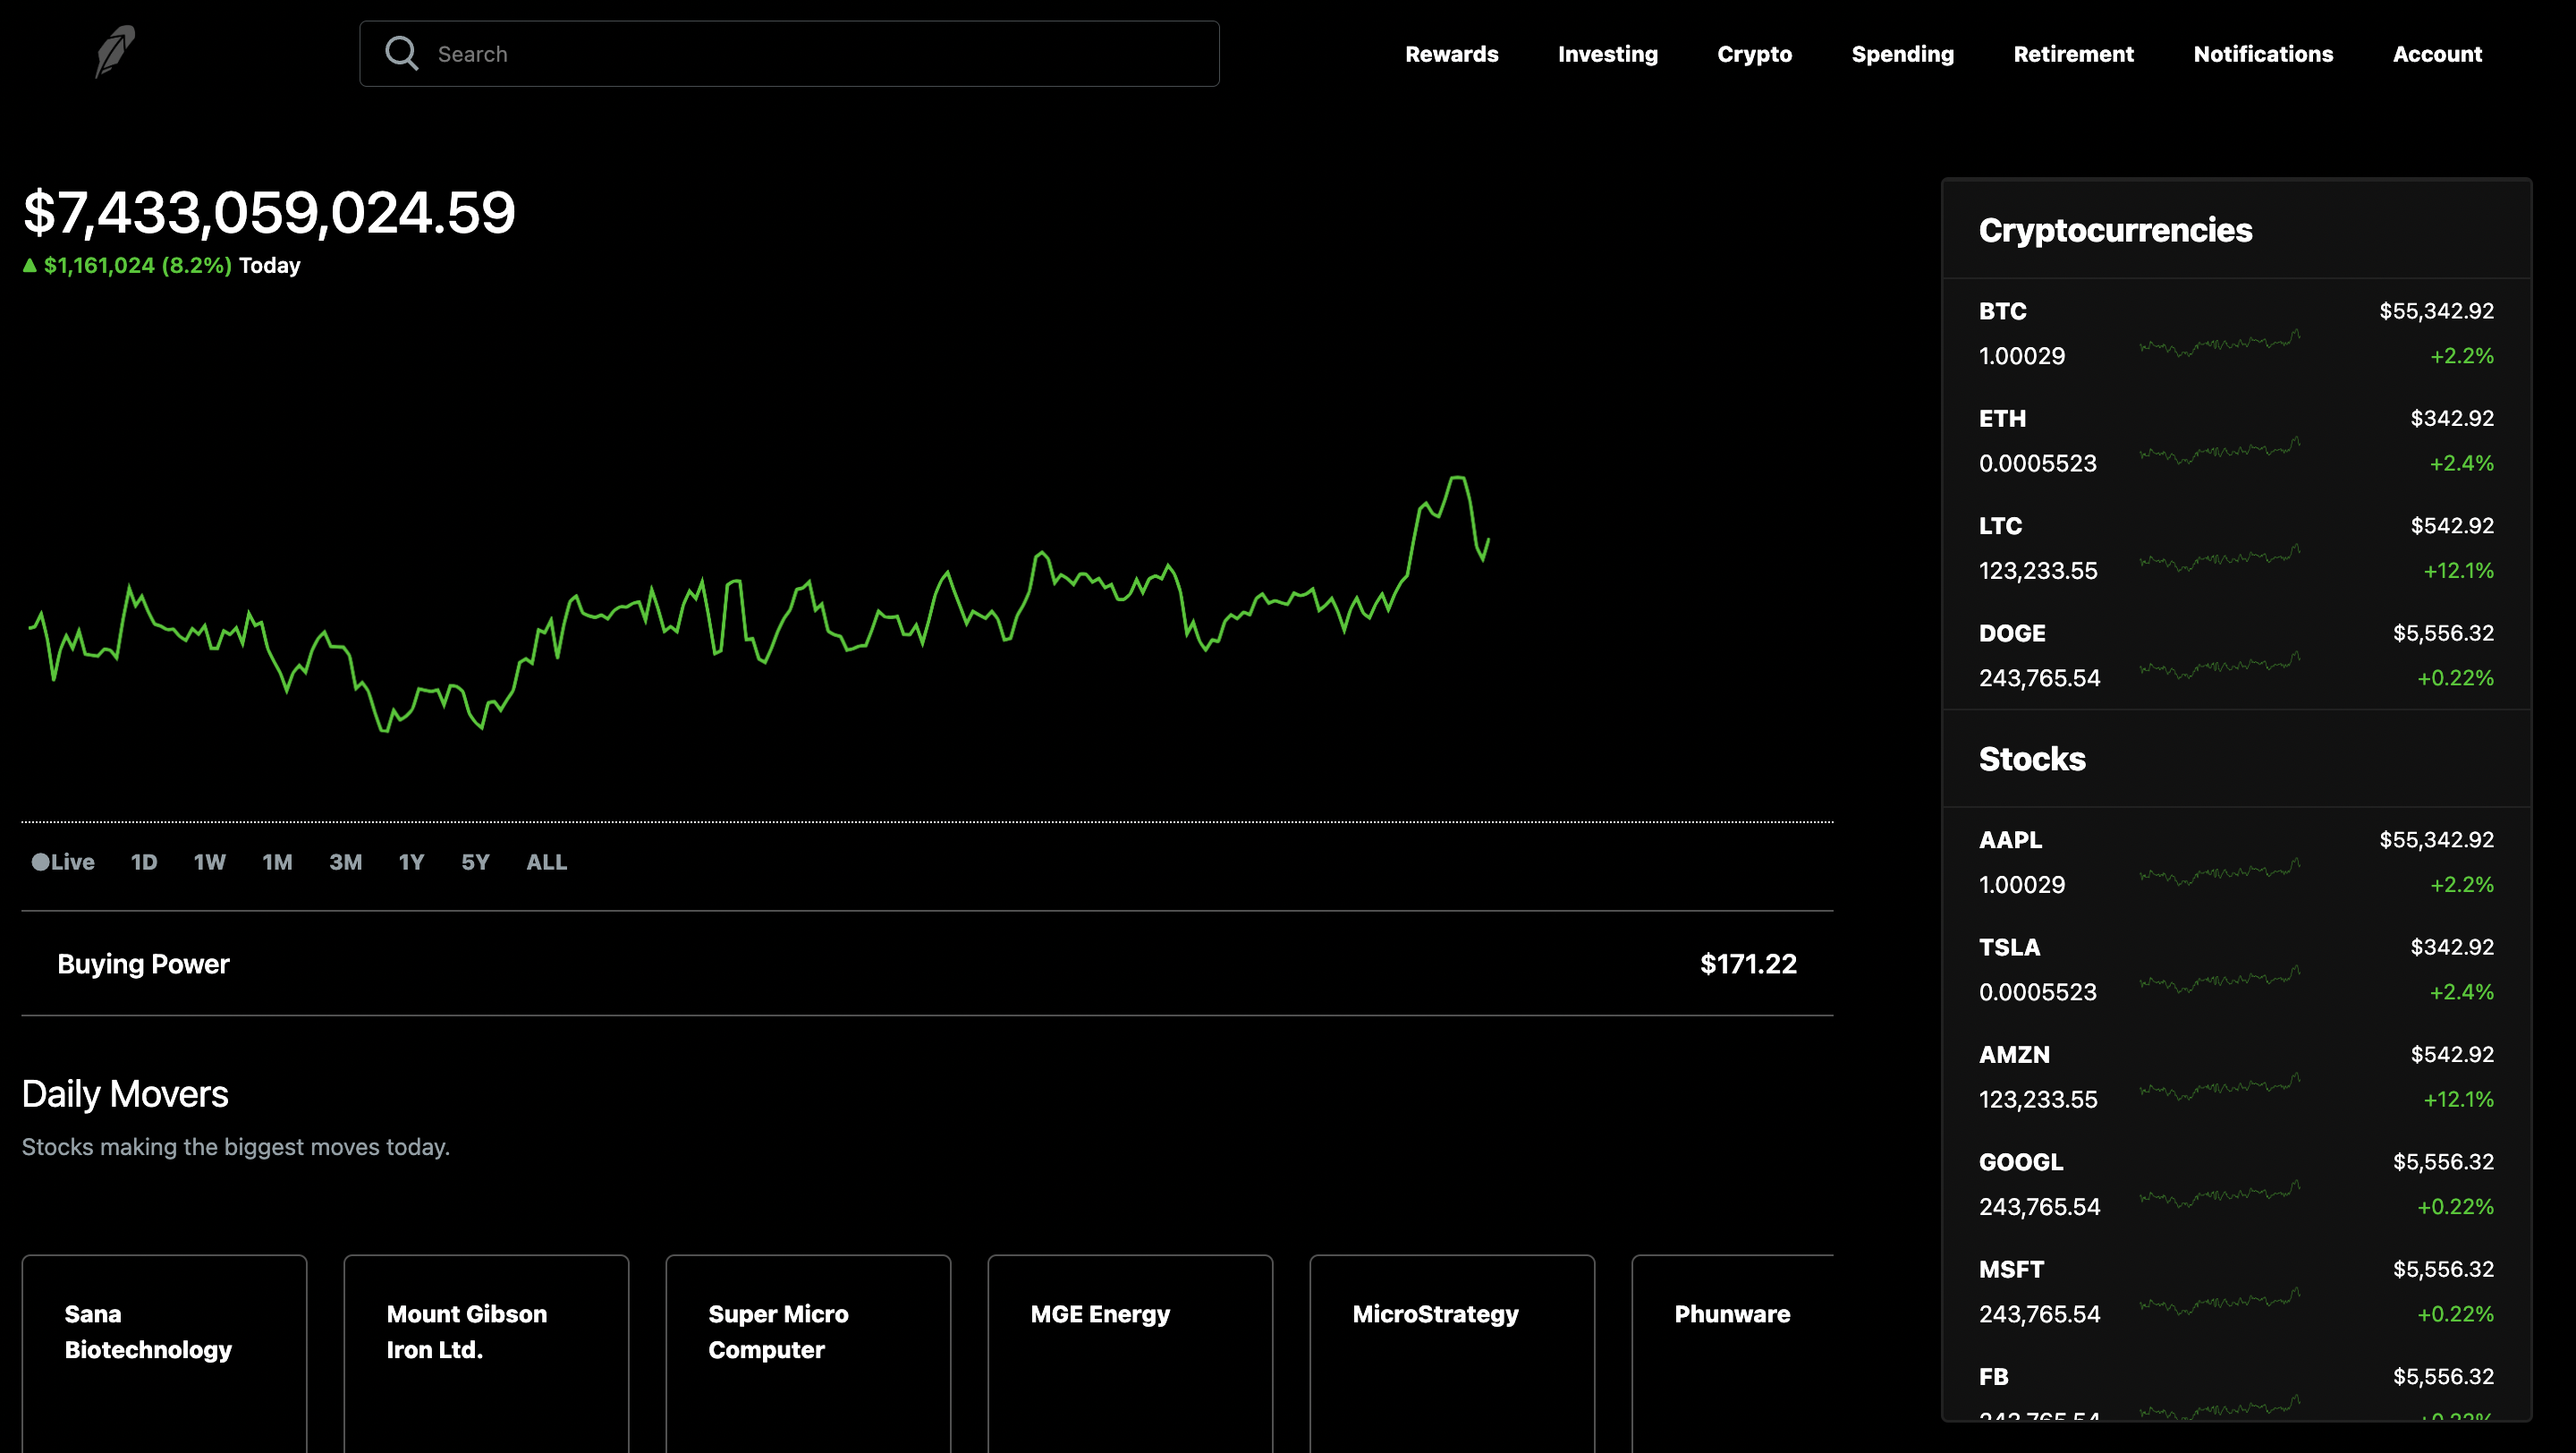 Search
Rewards
Investing
Crypto
Spending
Retirement
Notifications
Account
$7,433,059,024.59
$1,161,024 (8.2%) Today
Live
1D
1W
1M
3M
1Y
5Y
ALL
Buying Power
$171.22
Daily Movers
Stocks making the biggest moves today.
Sana
Biotechnology
Mount Gibson
Iron Ltd.
Super Micro
Computer
MGE Energy
MicroStrategy
Phunware
Cryptocurrencies
BTC
$55,342.92
1.00029
+2.2%
ETH
$342.92
0.0005523
+2.4%
LTC
$542.92
123,233.55
+12.1%
DOGE
$5,556.32
243,765.54
+0.22%
Stocks
AAPL
$55,342.92
1.00029
+2.2%
TSLA
$342.92
0.0005523
+2.4%
AMZN
$542.92
123,233.55
+12.1%
GOOGL
$5,556.32
243,765.54
+0.22%
MSFT
$5,556.32
243,765.54
+0.22%
FB
$5,556.32